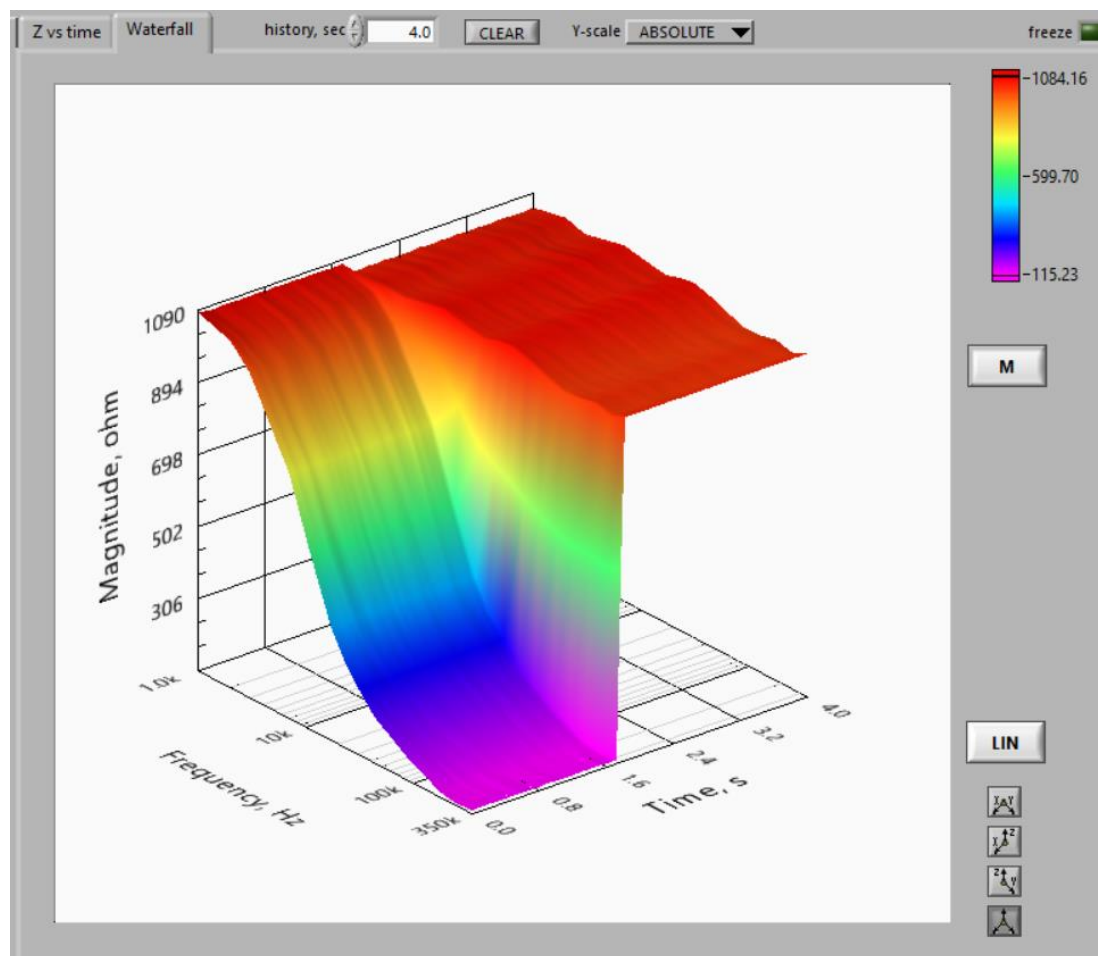 Z vs time
Waterfall
history, sec
4.0
CLEAR
Y-scale
ABSOLUTE
freeze
-1084.16
-599.70
-115.23
M
LIN
1090
894
698
502
306
Magnitude, ohm
1.0k
10k
100k
350k
Frequency, Hz
0.0
0.8
1.6
2.4
3.2
4.0
Time, s
X Y
X Z
Z Y